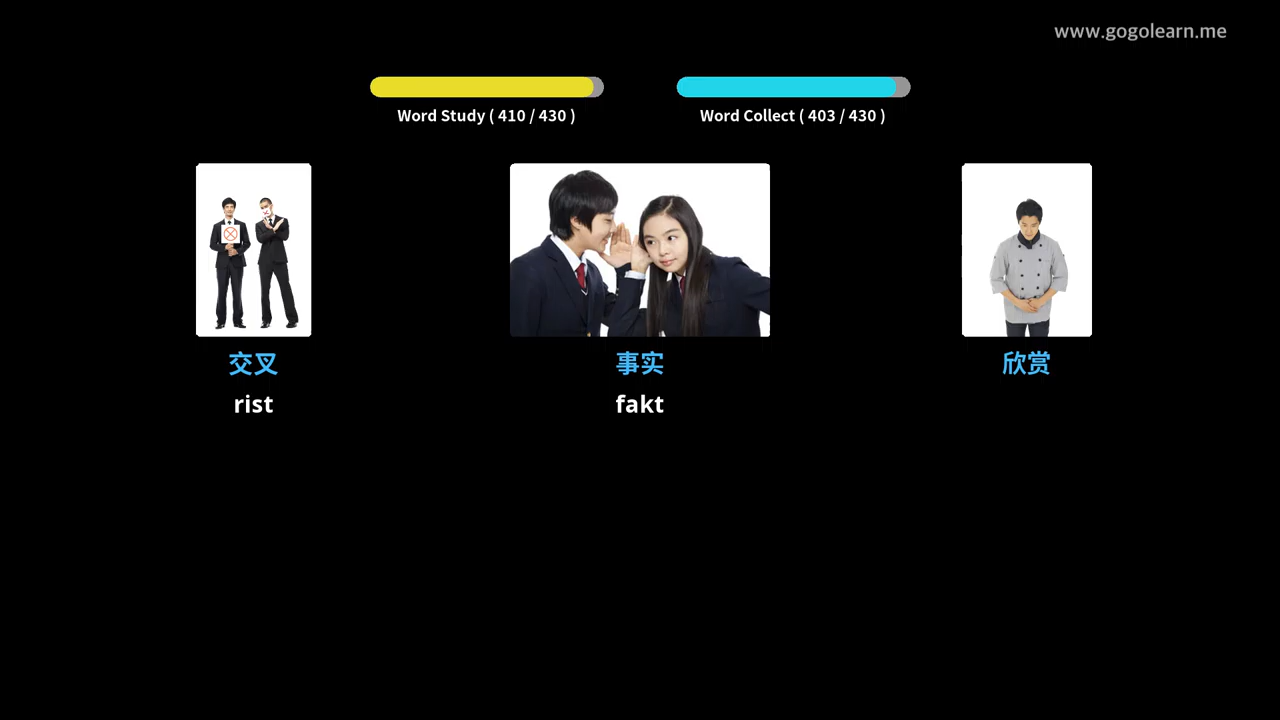 www.gogolearn.me
Word Study ( 410 / 430 )
Word Collect ( 403 / 430 )
交叉
事实
欣赏
rist
fakt